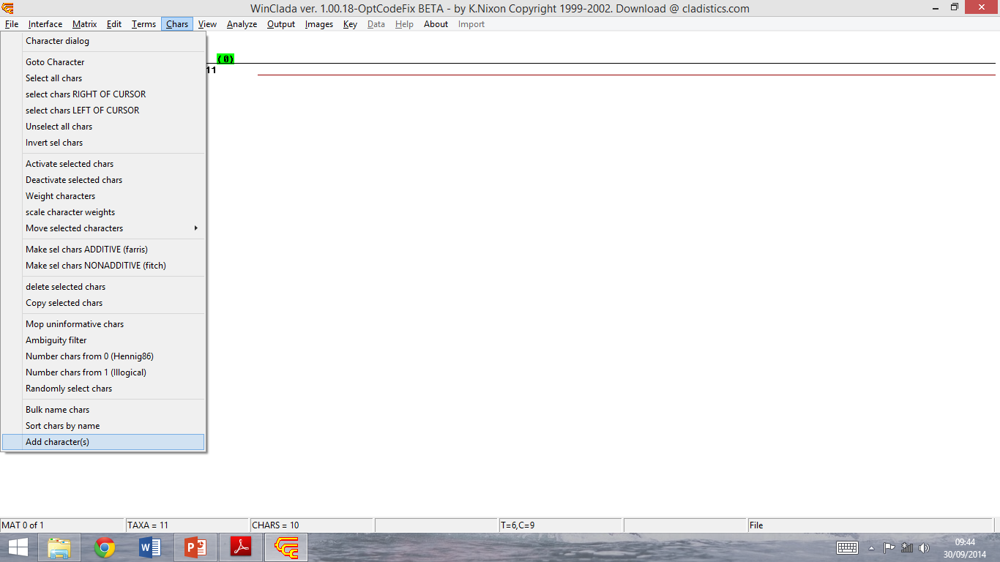 WinClada ver. 1.00.18-OptCodeFix BETA - by K.Nixon Copyright 1999-2002. Download @ cladistics.com
File Interface Matrix Edit Terms Chars View Analyze Output Images Key Data Help About Import
Character dialog
(0)
Goto Character
11
Select all chars
select chars RIGHT OF CURSOR
select chars LEFT OF CURSOR
Unselect all chars
Invert sel chars
Activate selected chars
Deactivate selected chars
Weight characters
scale character weights
Move selected characters
Make sel chars ADDITIVE (farris)
Make sel chars NONADDITIVE (fitch)
delete selected chars
Copy selected chars
Mop uninformative chars
Ambiguity filter
Number chars from 0 (Hennig86)
Number chars from 1 (Illogical)
Randomly select chars
Bulk name chars
Sort chars by name
Add character(s)
MAT 0 of 1 TAXA = 11 CHARS = 10 T=6,C=9 File
09:44
30/09/2014